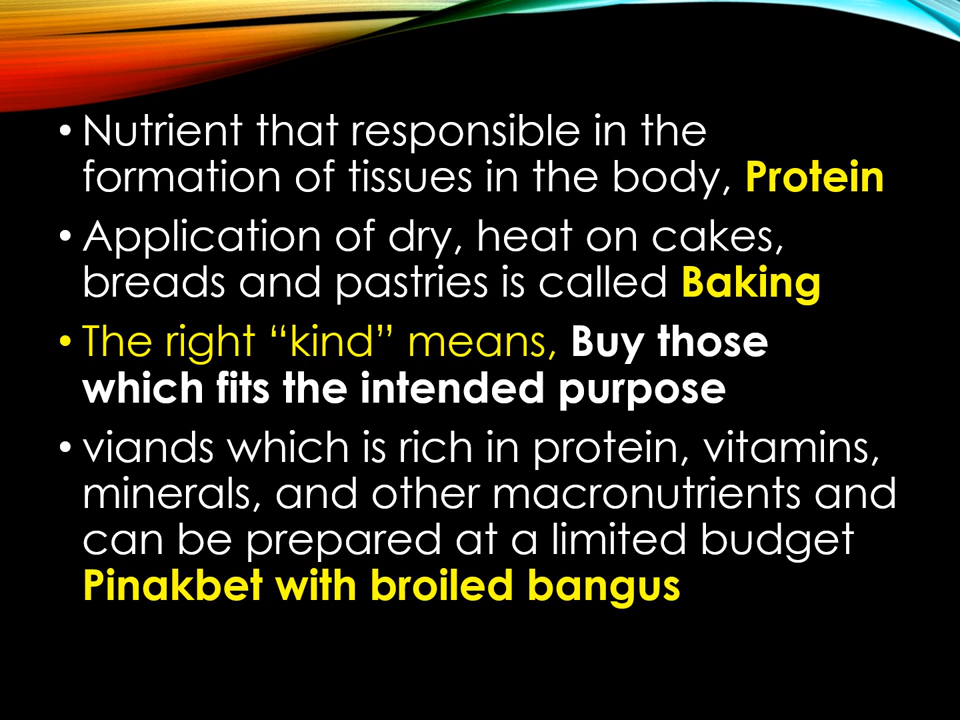 • Nutrient that responsible in the
formation of tissues in the body, Protein
• Application of dry, heat on cakes,
breads and pastries is called Baking
• The right “kind” means, Buy those
which fits the intended purpose
• viands which is rich in protein, vitamins,
minerals, and other macronutrients and
can be prepared at a limited budget
Pinakbet with broiled bangus